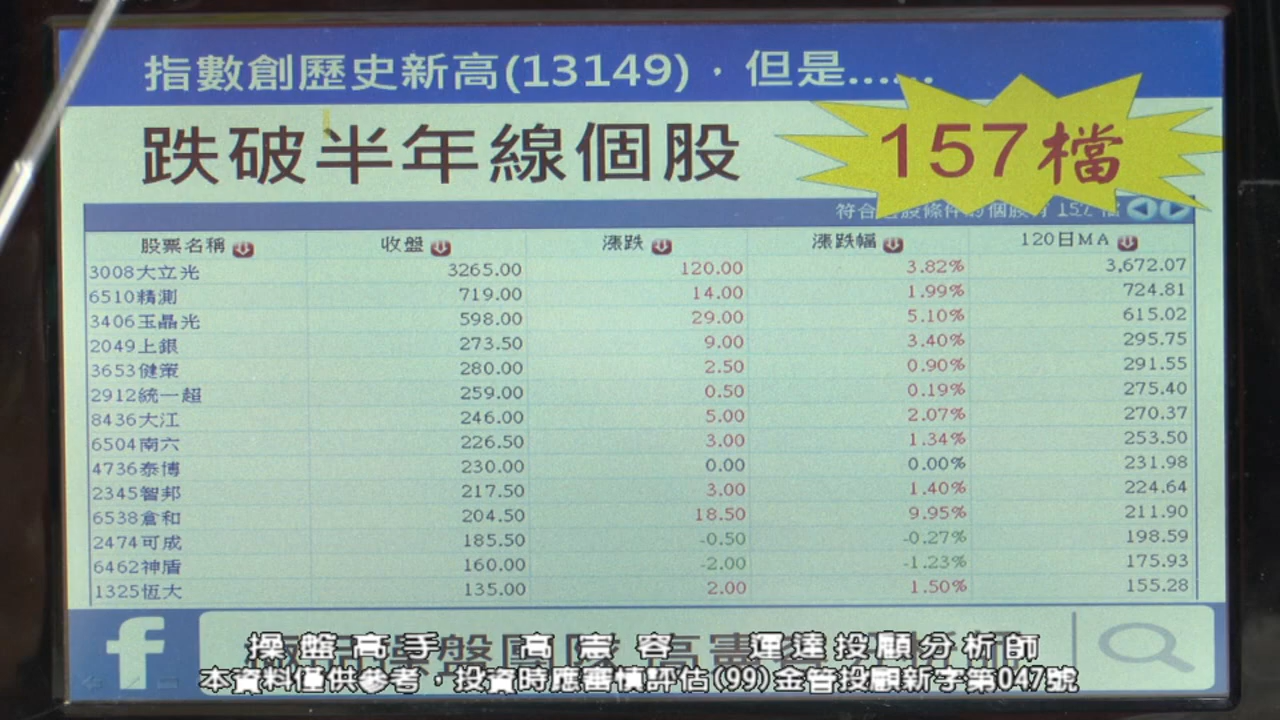 指數創歷史新高(13149)，但是......
跌破半年線個股
157檔
股票名稱 收盤 漲跌 漲跌幅 120日MA
3008大立光 3265.00 120.00 3.82% 3,672.07
6510精測 719.00 14.00 1.99% 724.81
3406玉晶光 598.00 29.00 5.10% 615.02
2049上銀 273.50 9.00 3.40% 295.75
3653健策 280.00 2.50 0.90% 291.55
2912統一超 259.00 0.50 0.19% 275.40
8436大江 246.00 5.00 2.07% 270.37
6504南六 226.50 3.00 1.34% 253.50
4736泰博 230.00 0.00 0.00% 231.98
2345智邦 217.50 3.00 1.40% 224.64
6538倉和 204.50 18.50 9.95% 211.90
2474可成 185.50 -0.50 -0.27% 198.59
6462神盾 160.00 -2.00 -1.23% 175.93
1325恆大 135.00 2.00 1.50% 155.28
操盤高手 高憲容 運達投顧分析師
本資料僅供參考，投資時應審慎評估(99)金管投顧新字第047號